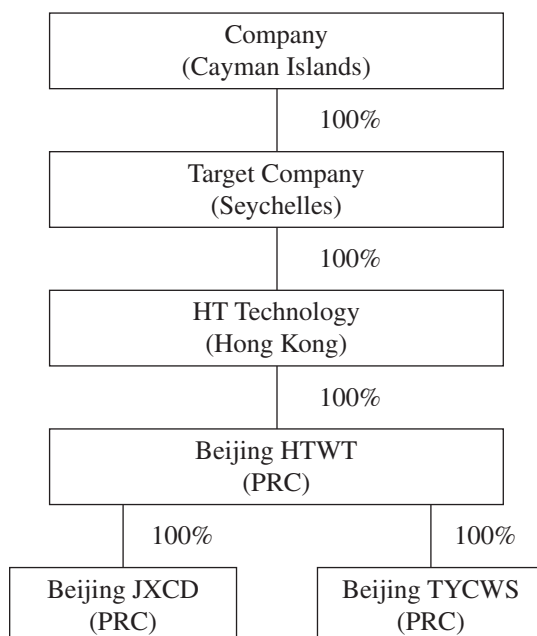 Company
(Cayman Islands)
100%
Target Company
(Seychelles)
100%
HT Technology
(Hong Kong)
100%
Beijing HTWT
(PRC)
100%
100%
Beijing JXCD
(PRC)
Beijing TYCWS
(PRC)